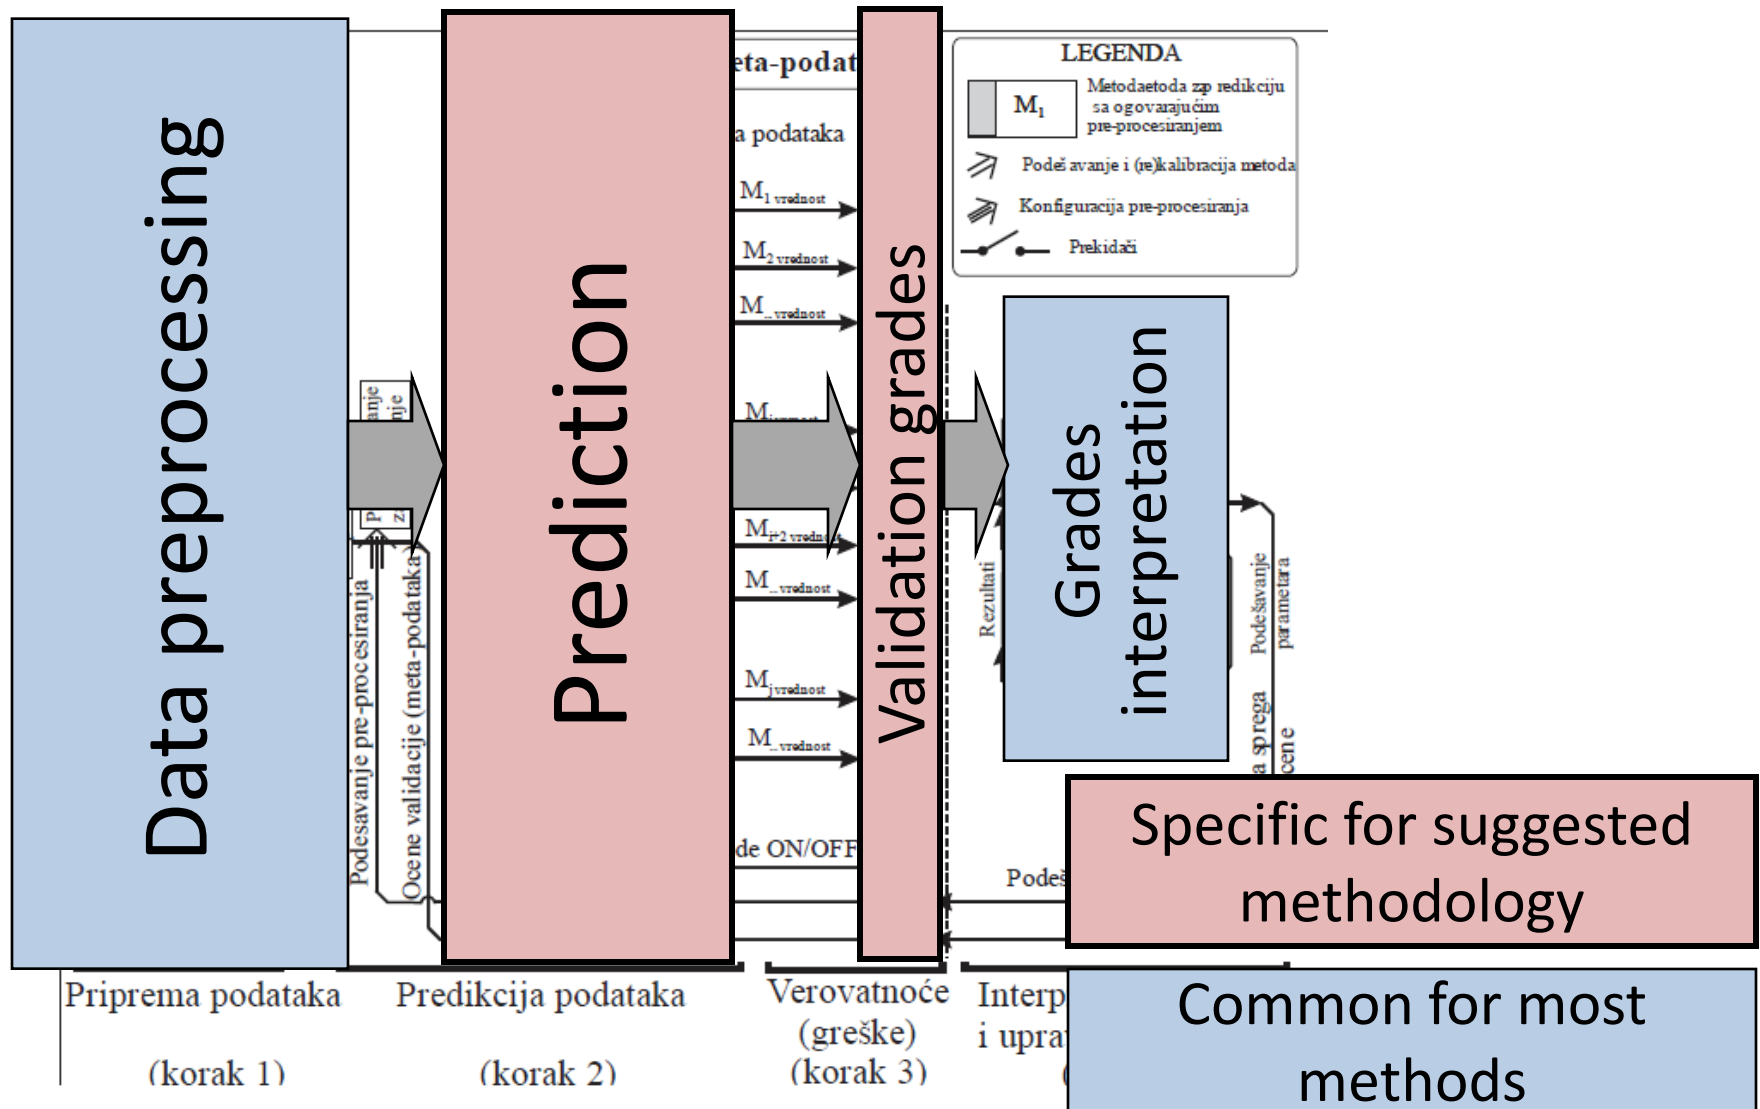 Data preprocessing
Prediction
Validation grades
Grades
interpretation
Specific for suggested
methodology
Common for most
methods
a podataka
M1 vrednost
M2 vrednost
M... vrednost
Mi+2
M... vrednost
Mj vrednost
M... vrednost
ON/OFF
LEGENDA
M1
Metodaetoda zap redikciju
sa ogovarajućim
pre-procesiranjem
Podešavanje i (re)kalibracija metoda
Konfiguracija pre-procesiranja
Prekidači
Podesavanje pre-procesiranja
Ocene validacije (meta-podataka)
Rezultati
Podešavanje
parametara
sprega
Priprema podataka
(korak 1)
Predikcija podataka
(korak 2)
Verovatnoće
(greške)
(korak 3)